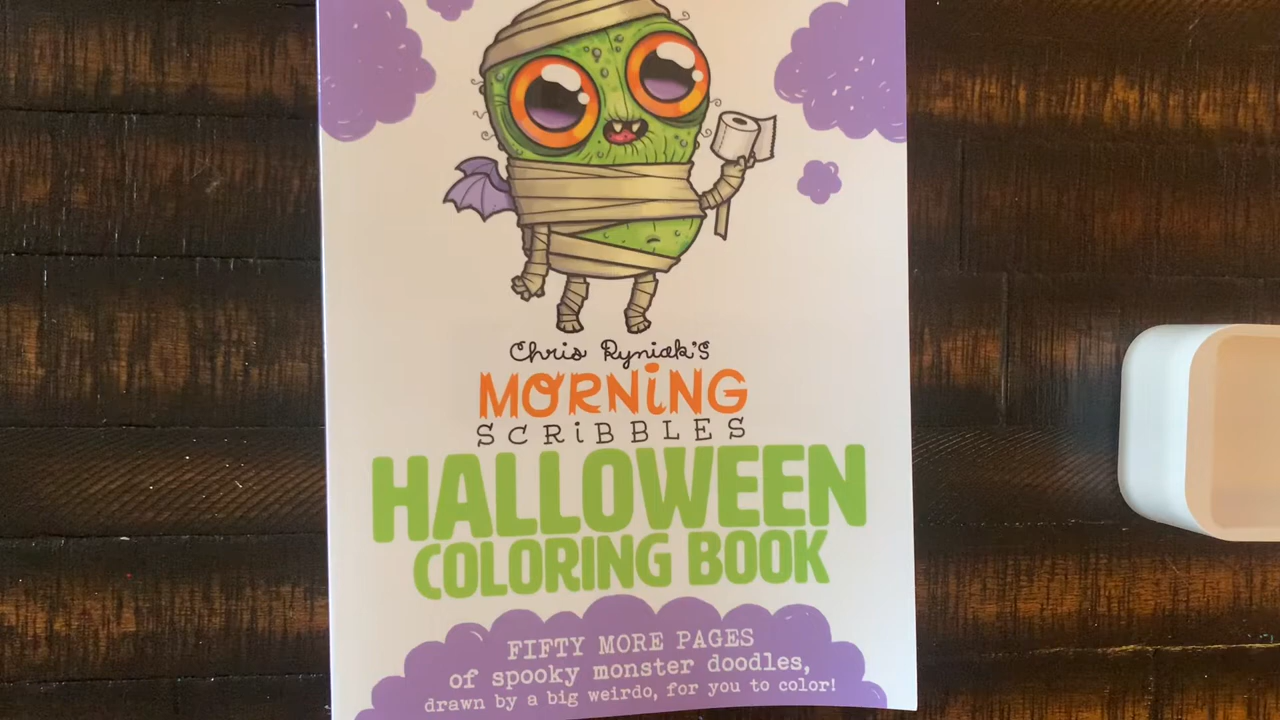 Chris Ryniak's
MORNiNG
SCRiBBLES
HALLOWEEN
COLORING BOOK
FIFTY MORE PAGES
of spooky monster doodles,
drawn by a big weirdo, for you to color!